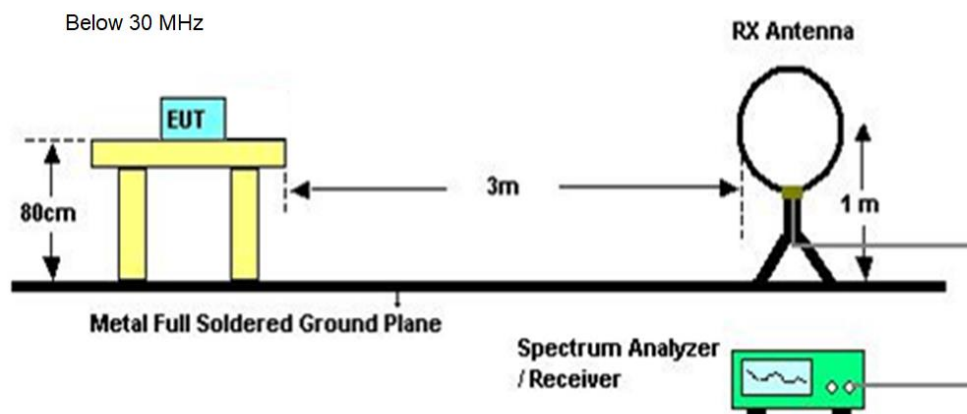 Below 30 MHz
RX Antenna
EUT
80cm
3m
1 m
Metal Full Soldered Ground Plane
Spectrum Analyzer
/ Receiver